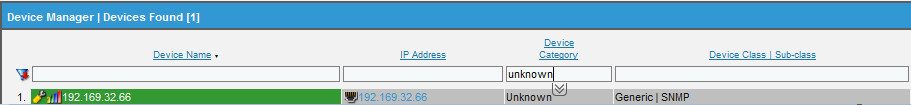 Device Manager | Devices Found [1]
Device Name
IP Address
Device
Category
Device Class | Sub-class
unknown
1. 192.169.32.66 192.169.32.66 Unknown Generic | SNMP